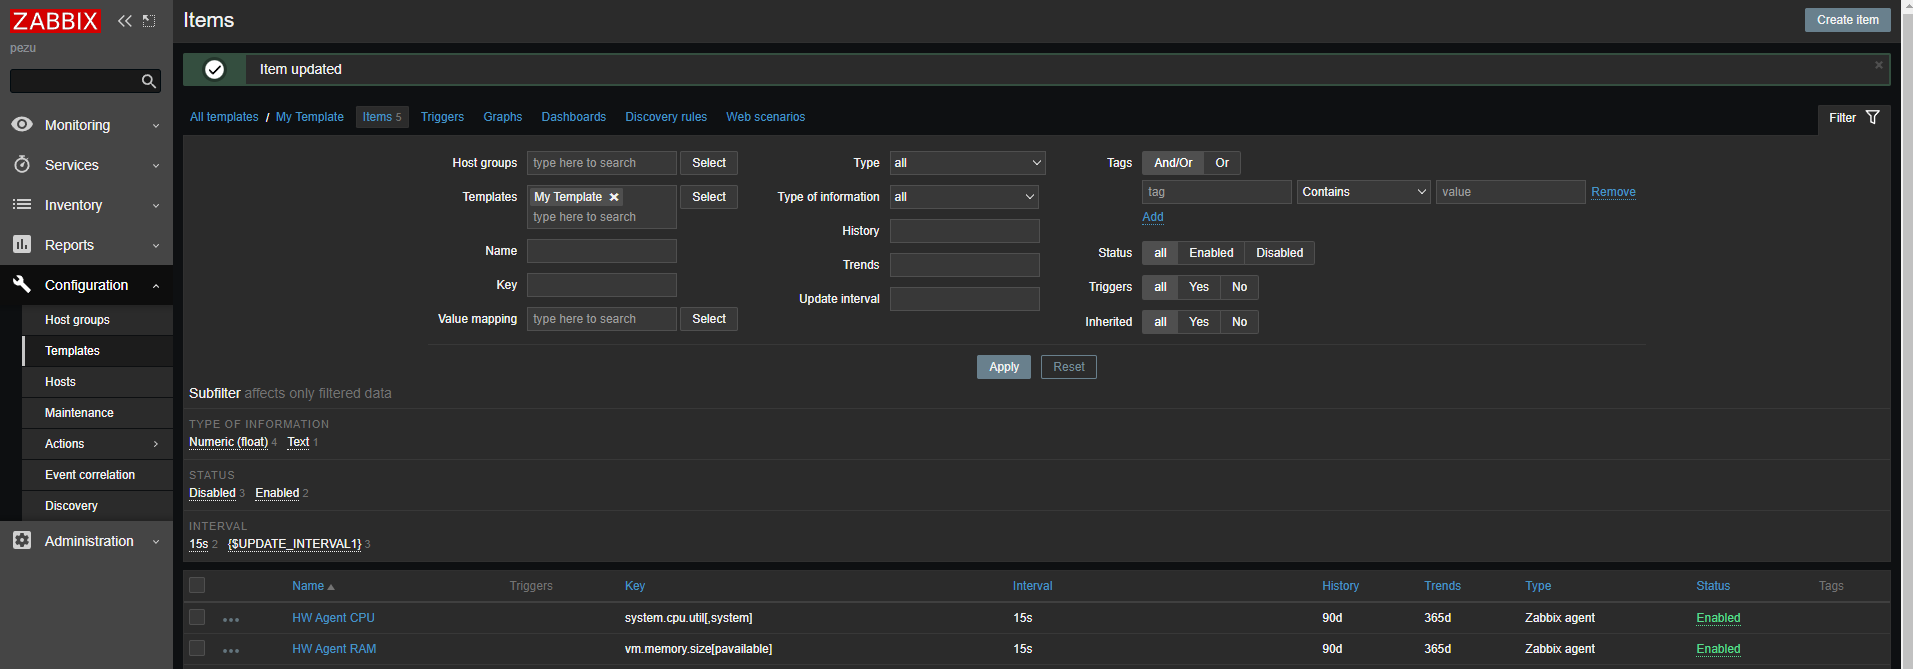 ZABBIX
Items
Create item
pezu
Item updated
Monitoring
Services
Inventory
Reports
Configuration
Host groups
Templates
Hosts
Maintenance
Actions
Event correlation
Discovery
Administration
All templates / My Template Items 5 Triggers Graphs Dashboards Discovery rules Web scenarios
Filter
Host groups type here to search Select
Templates My Template Select
type here to search
Name
Key
Value mapping type here to search Select
Type all
Type of information all
History
Trends
Update interval
Tags And/Or Or
tag Contains value Remove
Add
Status all Enabled Disabled
Triggers all Yes No
Inherited all Yes No
Apply Reset
Subfilter affects only filtered data
TYPE OF INFORMATION
Numeric (float) 4 Text 1
STATUS
Disabled 3 Enabled 2
INTERVAL
15s 2 {$UPDATE_INTERVAL1} 3
Name Triggers Key Interval History Trends Type Status Tags
HW Agent CPU system.cpu.util[,system] 15s 90d 365d Zabbix agent Enabled
HW Agent RAM vm.memory.size[pavailable] 15s 90d 365d Zabbix agent Enabled